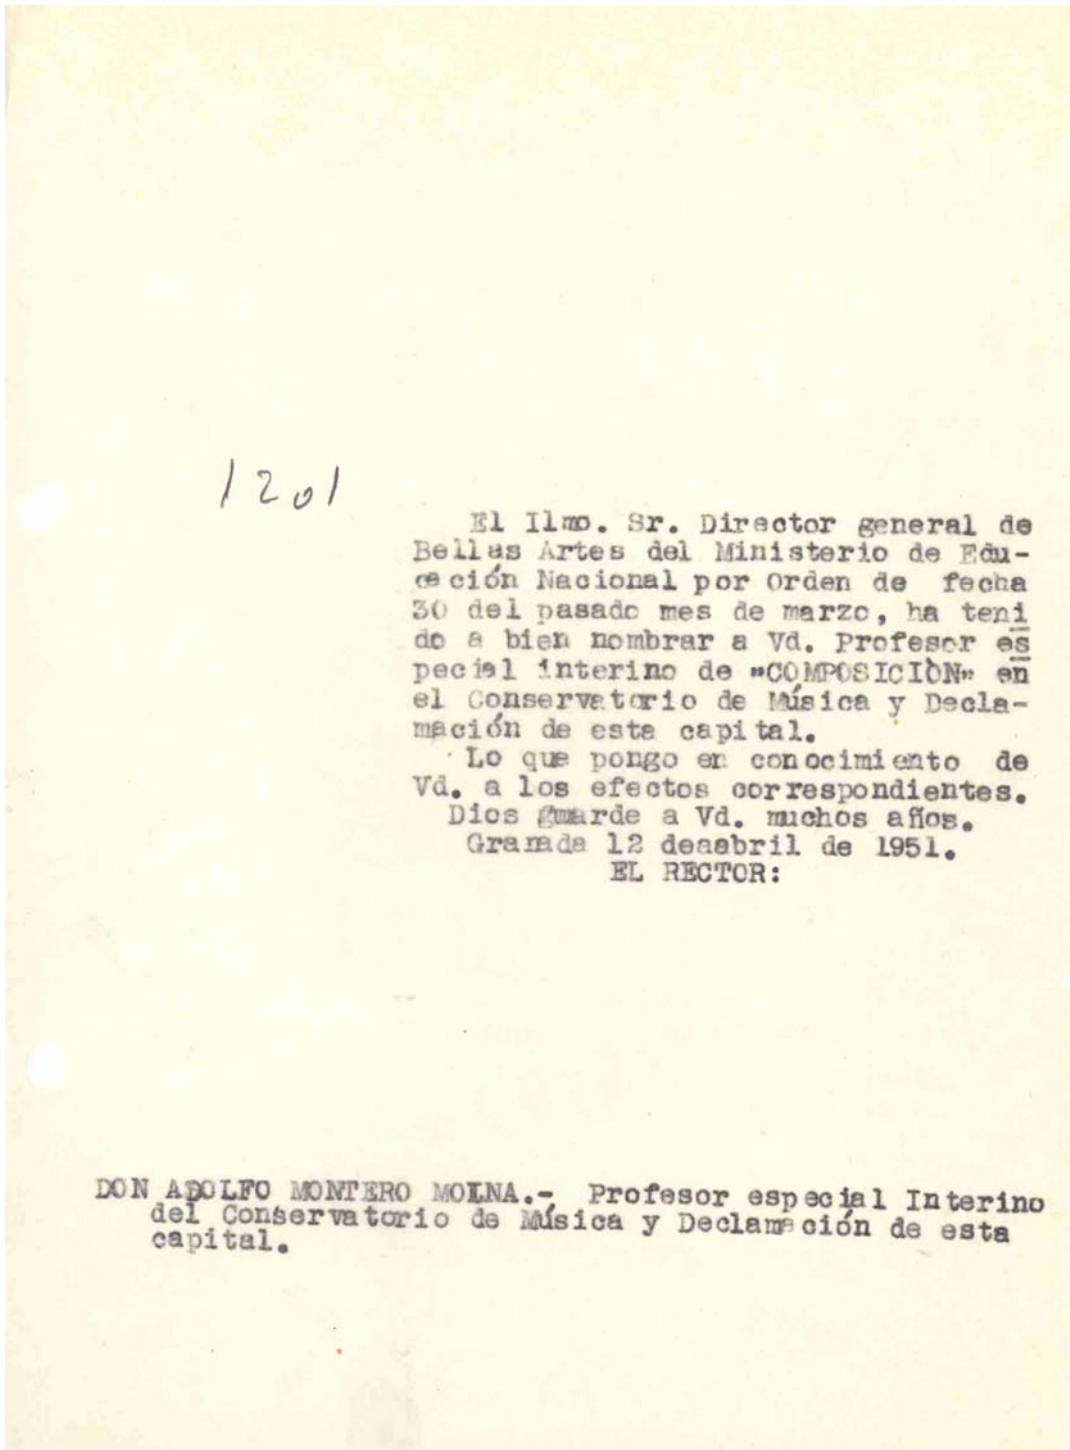 1201
El Ilmo. Sr. Director general de
Bellas Artes del Ministerio de Edu-
cación Nacional por Orden de fecha
30 del pasado mes de marzo, ha teni
do a bien nombrar a Vd. Profesor es
pecial interino de "COMPOSICIÒN" en
el Conservatorio de Música y Decla-
mación de esta capital.
Lo que pongo en conocimiento de
Vd. a los efectos correspondientes.
Dios guarde a Vd. muchos años.
Granada 12 deaabril de 1951.
EL RECTOR:
DON ADOLFO MONTERO MOLNA.- Profesor especial Interino
del Conservatorio de Música y Declamación de esta
capital.